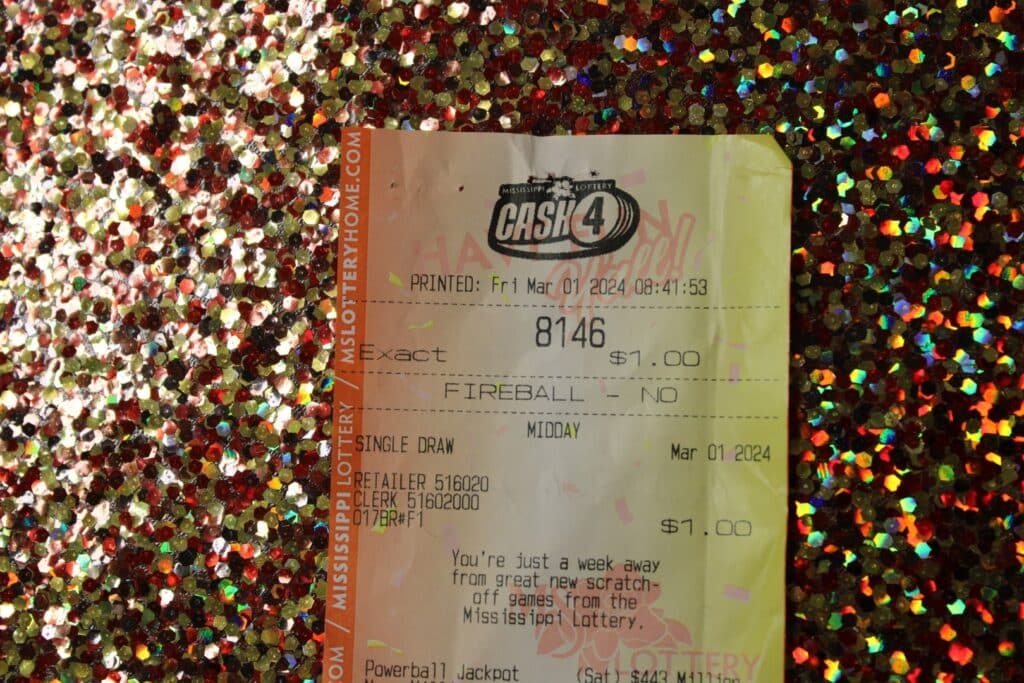 MISSISSIPPI LOTTERY
CASH 4
PRINTED: Fri Mar 01 2024 08:41:53
8146
Exact $1.00
FIREBALL - NO
MIDDAY
SINGLE DRAW Mar 01 2024
RETAILER 516020
CLERK 51602000
017BR#F1
$1.00
You're just a week away
from great new scratch-
off games from the
Mississippi Lottery.
LOTTERY
Powerball Jackpot (Sat) $443 Million
.COM / MISSISSIPPI LOTTERY / MSLOTTERYHOME.COM